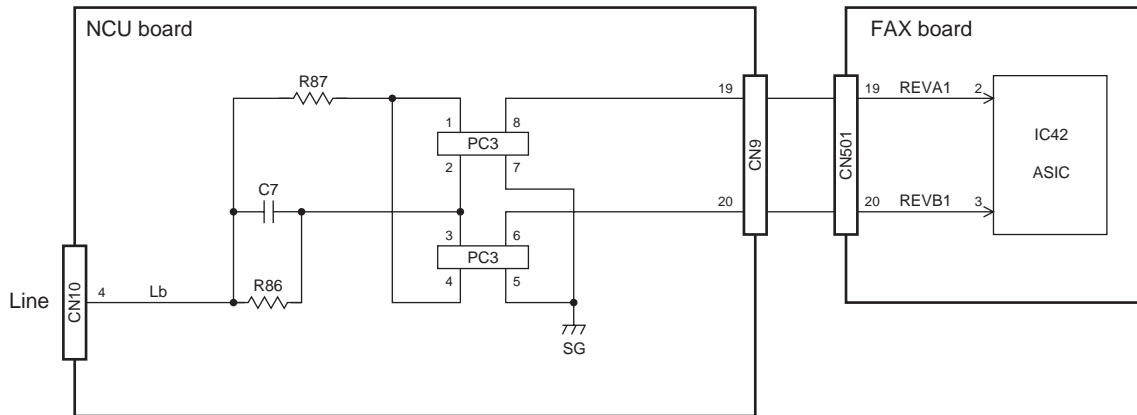 NCU board
FAX board
R87
19
19
REVA1
2
1
8
PC3
2
7
IC42
ASIC
CN9
CN501
C7
20
20
REVB1
3
3
6
PC3
4
5
Line
CN10
4
Lb
R86
SG